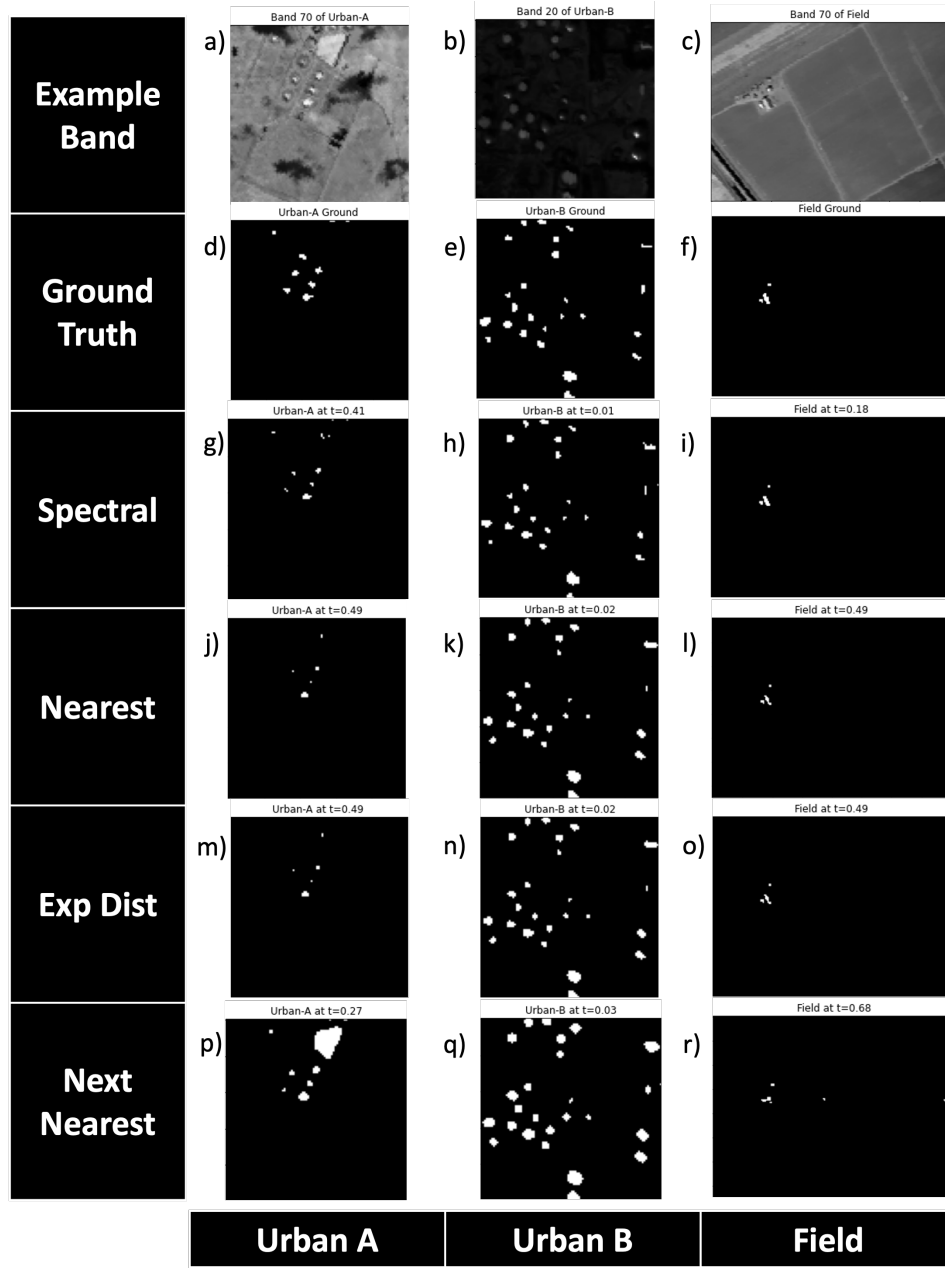 Example
Band
a)
Band 70 of Urban-A
b)
Band 20 of Urban-B
c)
Band 70 of Field
Ground
Truth
d)
Urban-A Ground
e)
Urban-B Ground
f)
Field Ground
Spectral
g)
Urban-A at t=0.41
h)
Urban-B at t=0.01
i)
Field at t=0.18
Nearest
j)
Urban-A at t=0.49
k)
Urban-B at t=0.02
l)
Field at t=0.49
Exp Dist
m)
Urban-A at t=0.49
n)
Urban-B at t=0.02
o)
Field at t=0.49
Next
Nearest
p)
Urban-A at t=0.27
q)
Urban-B at t=0.03
r)
Field at t=0.68
Urban A
Urban B
Field